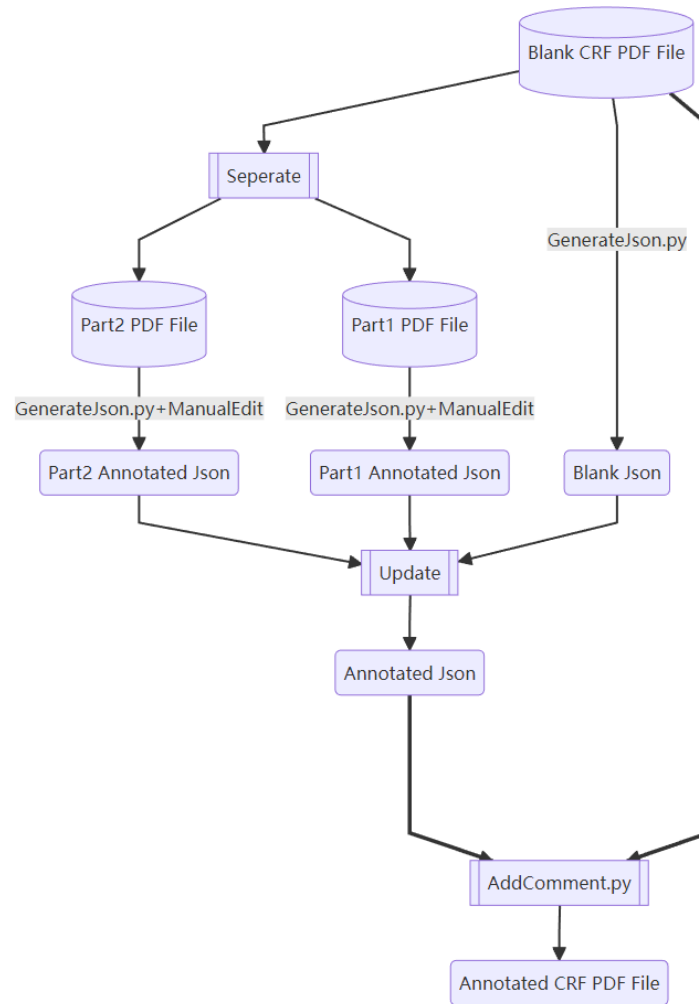 Blank CRF PDF File
Seperate
GenerateJson.py
Part2 PDF File
Part1 PDF File
GenerateJson.py+ManualEdit
GenerateJson.py+ManualEdit
Part2 Annotated Json
Part1 Annotated Json
Blank Json
Update
Annotated Json
AddComment.py
Annotated CRF PDF File